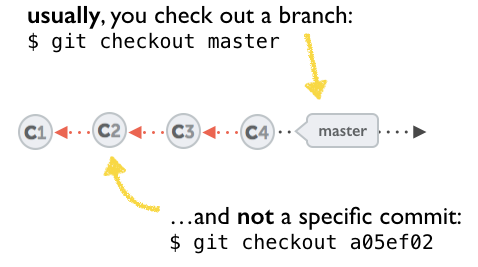 usually, you check out a branch:
$ git checkout master
C1 C2 C3 C4 master
…and not a specific commit:
$ git checkout a05ef02